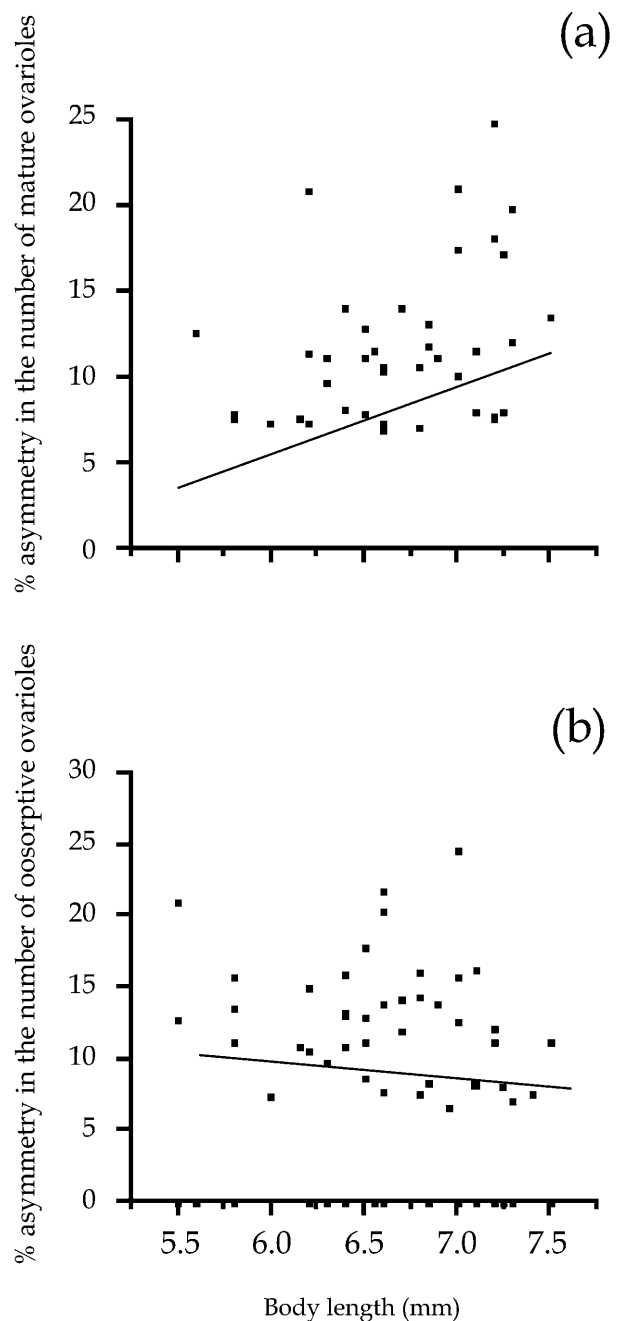 (a)
% asymmetry in the number of mature ovarioles
25
20
15
10
5
0
(b)
% asymmetry in the number of oosorptive ovarioles
30
25
20
15
10
5
0
5.5 6.0 6.5 7.0 7.5
Body length (mm)